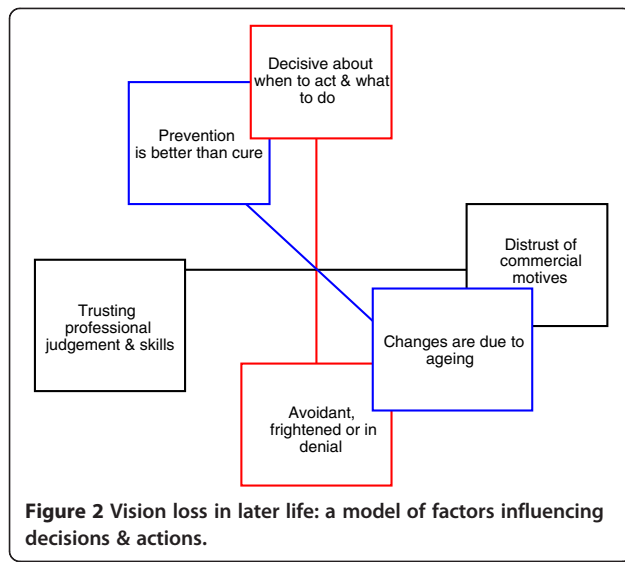 Decisive about
when to act & what
to do
Prevention
is better than cure
Distrust of
commercial
motives
Trusting
professional
judgement & skills
Changes are due to
ageing
Avoidant,
frightened or in
denial
Figure 2 Vision loss in later life: a model of factors influencing
decisions & actions.